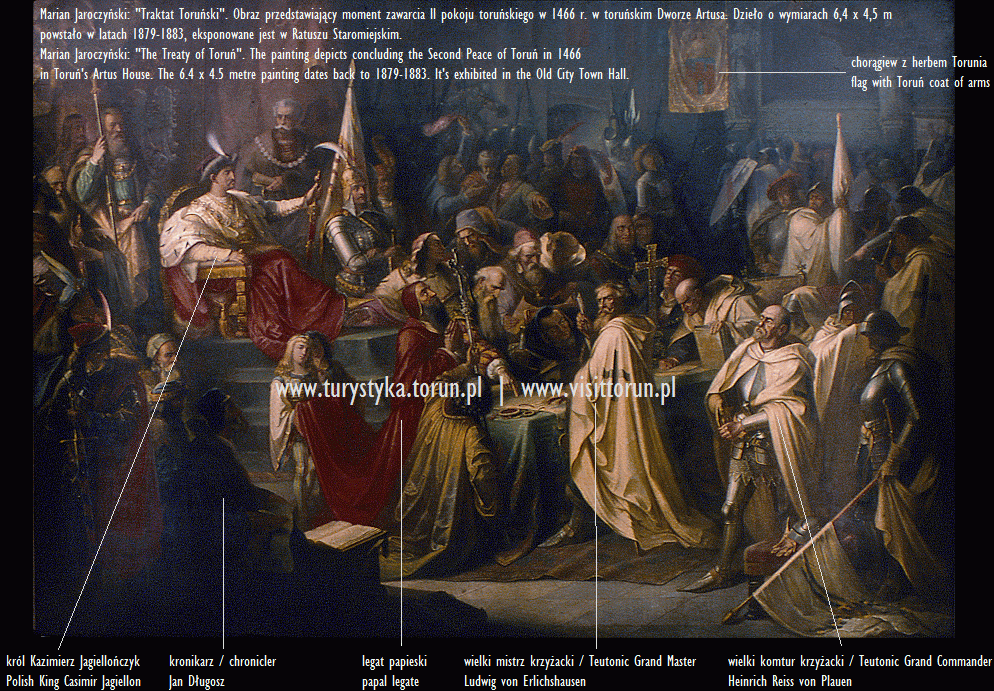 Marian Jaroczyński: "Traktat Toruński". Obraz przedstawiający moment zawarcia II pokoju toruńskiego w 1466 r. w toruńskim Dworze Artusa. Dzieło o wymiarach 6,4 x 4,5 m
powstało w latach 1879-1883, eksponowane jest w Ratuszu Staromiejskim.
Marian Jaroczyński: "The Treaty of Toruń". The painting depicts concluding the Second Peace of Toruń in 1466
in Toruń's Artus House. The 6.4 x 4.5 metre painting dates back to 1879-1883. It's exhibited in the Old City Town Hall.
chorągiew z herbem Torunia
flag with Toruń coat of arms
www.turystyka.torun.pl | www.visittorun.pl
król Kazimierz Jagiellończyk
Polish King Casimir Jagiellon
kronikarz / chronicler
Jan Długosz
legat papieski
papal legate
wielki mistrz krzyżacki / Teutonic Grand Master
Ludwig von Erlichshausen
wielki komtur krzyżacki / Teutonic Grand Commander
Heinrich Reiss von Plauen